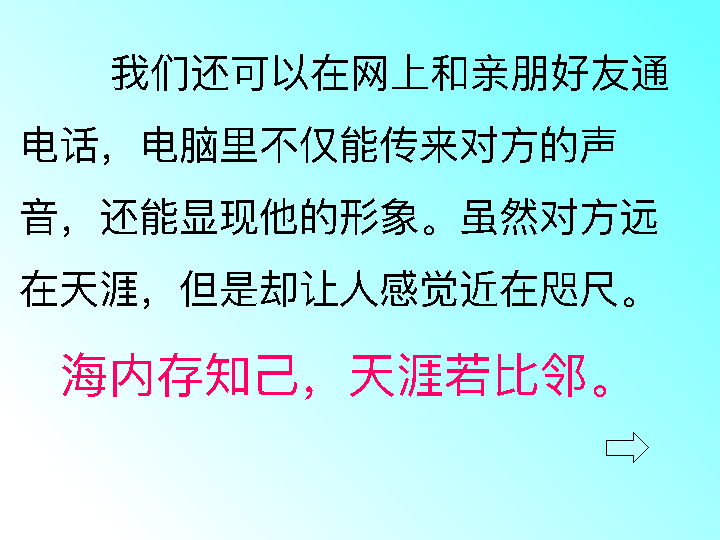 我们还可以在网上和亲朋好友通
电话，电脑里不仅能传来对方的声
音，还能显现他的形象。虽然对方远
在天涯，但是却让人感觉近在咫尺。
海内存知己，天涯若比邻。